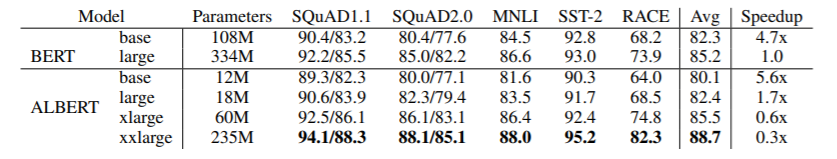 Model Parameters SQuAD1.1 SQuAD2.0 MNLI SST-2 RACE Avg Speedup
base 108M 90.4/83.2 80.4/77.6 84.5 92.8 68.2 82.3 4.7x
BERT large 334M 92.2/85.5 85.0/82.2 86.6 93.0 73.9 85.2 1.0
base 12M 89.3/82.3 80.0/77.1 81.6 90.3 64.0 80.1 5.6x
large 18M 90.6/83.9 82.3/79.4 83.5 91.7 68.5 82.4 1.7x
ALBERT
xlarge 60M 92.5/86.1 86.1/83.1 86.4 92.4 74.8 85.5 0.6x
xxlarge 235M 94.1/88.3 88.1/85.1 88.0 95.2 82.3 88.7 0.3x